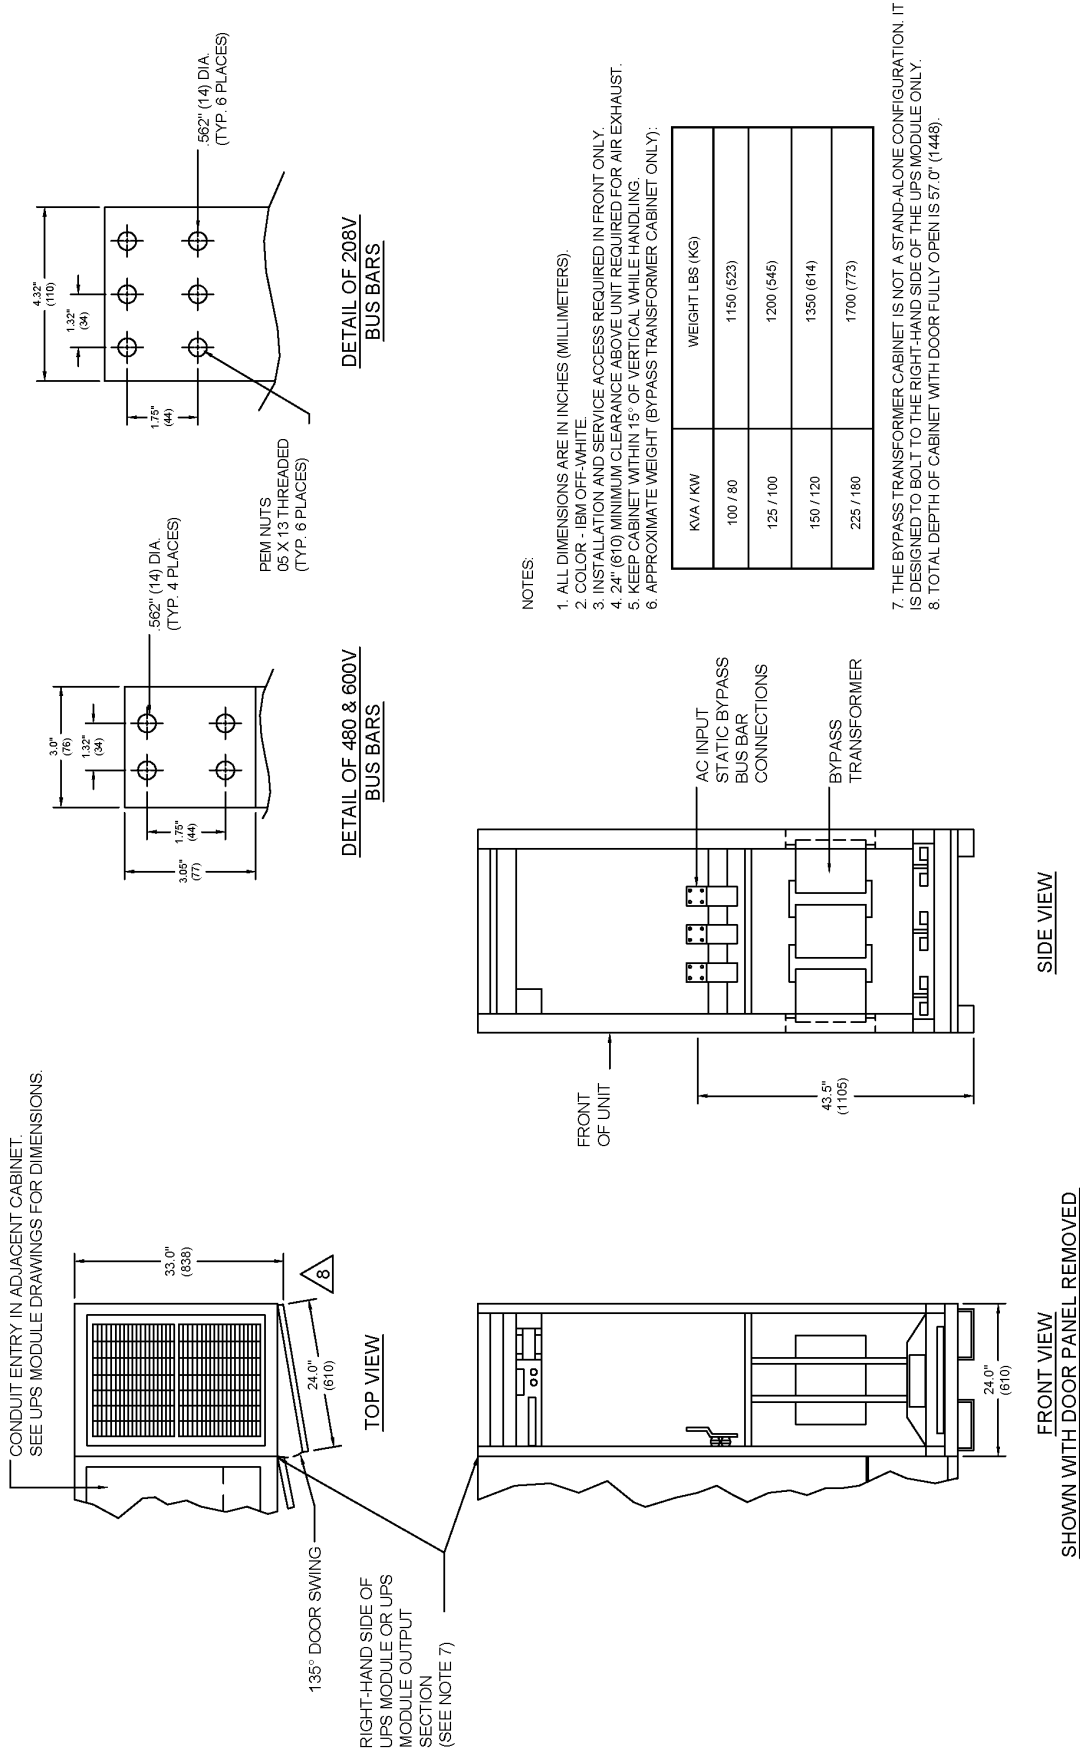 CONDUIT ENTRY IN ADJACENT CABINET.
SEE UPS MODULE DRAWINGS FOR DIMENSIONS.
33.0"
(838)
8
24.0"
(610)
TOP VIEW
135° DOOR SWING
RIGHT-HAND SIDE OF
UPS MODULE OR UPS
MODULE OUTPUT
SECTION
(SEE NOTE 7)
24.0"
(610)
FRONT VIEW
SHOWN WITH DOOR PANEL REMOVED
3.0"
(76)
1.32"
(34)
1.75"
(44)
3.05"
(77)
.562" (14) DIA.
(TYP. 4 PLACES)
DETAIL OF 480 & 600V
BUS BARS
4.32"
(110)
1.32"
(34)
1.75"
(44)
.562" (14) DIA.
(TYP. 6 PLACES)
PEM NUTS
05 X 13 THREADED
(TYP. 6 PLACES)
DETAIL OF 208V
BUS BARS
FRONT
OF UNIT
43.5"
(1105)
AC INPUT
STATIC BYPASS
BUS BAR
CONNECTIONS
BYPASS
TRANSFORMER
SIDE VIEW
NOTES:
1. ALL DIMENSIONS ARE IN INCHES (MILLIMETERS).
2. COLOR - IBM OFF-WHITE.
3. INSTALLATION AND SERVICE ACCESS REQUIRED IN FRONT ONLY.
4. 24" (610) MINIMUM CLEARANCE ABOVE UNIT REQUIRED FOR AIR EXHAUST.
5. KEEP CABINET WITHIN 15° OF VERTICAL WHILE HANDLING.
6. APPROXIMATE WEIGHT (BYPASS TRANSFORMER CABINET ONLY):
KVA / KW WEIGHT LBS (KG)
100 / 80 1150 (523)
125 / 100 1200 (545)
150 / 120 1350 (614)
225 / 180 1700 (773)
7. THE BYPASS TRANSFORMER CABINET IS NOT A STAND-ALONE CONFIGURATION. IT
IS DESIGNED TO BOLT TO THE RIGHT-HAND SIDE OF THE UPS MODULE ONLY.
8. TOTAL DEPTH OF CABINET WITH DOOR FULLY OPEN IS 57.0" (1448).